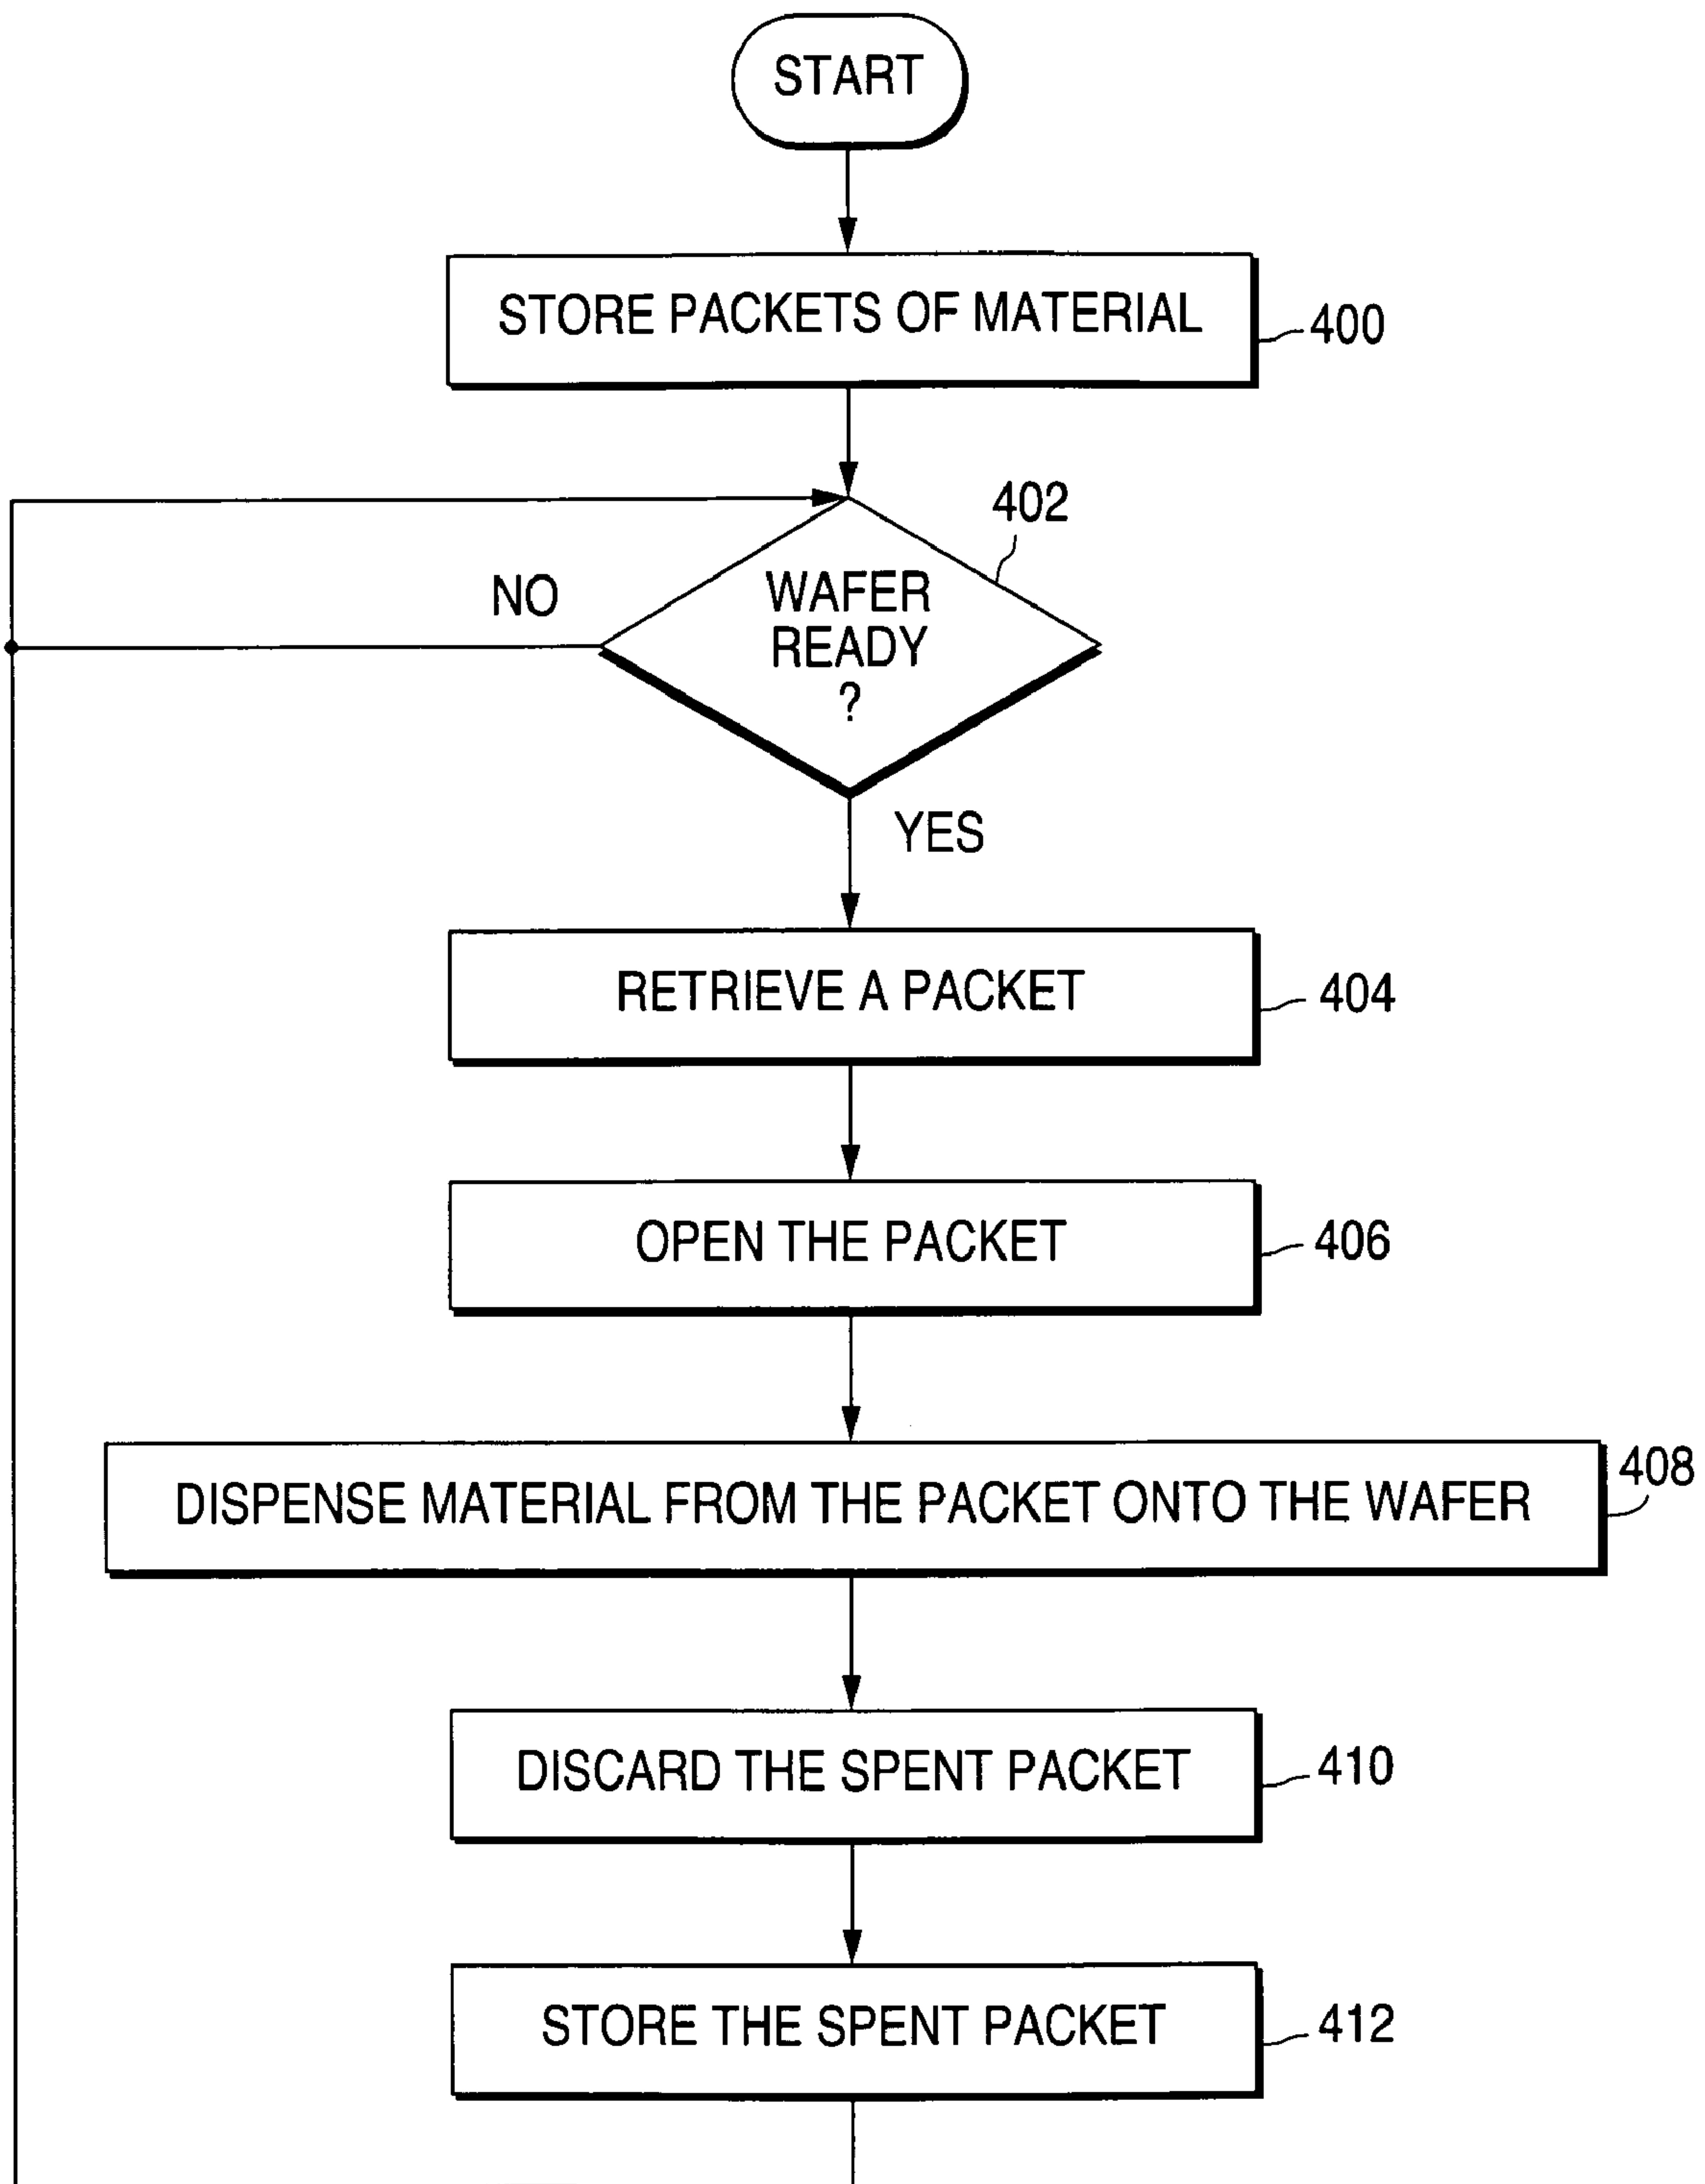 START
STORE PACKETS OF MATERIAL
400
402
NO
WAFER
READY
?
YES
RETRIEVE A PACKET
404
OPEN THE PACKET
406
DISPENSE MATERIAL FROM THE PACKET ONTO THE WAFER
408
DISCARD THE SPENT PACKET
410
STORE THE SPENT PACKET
412